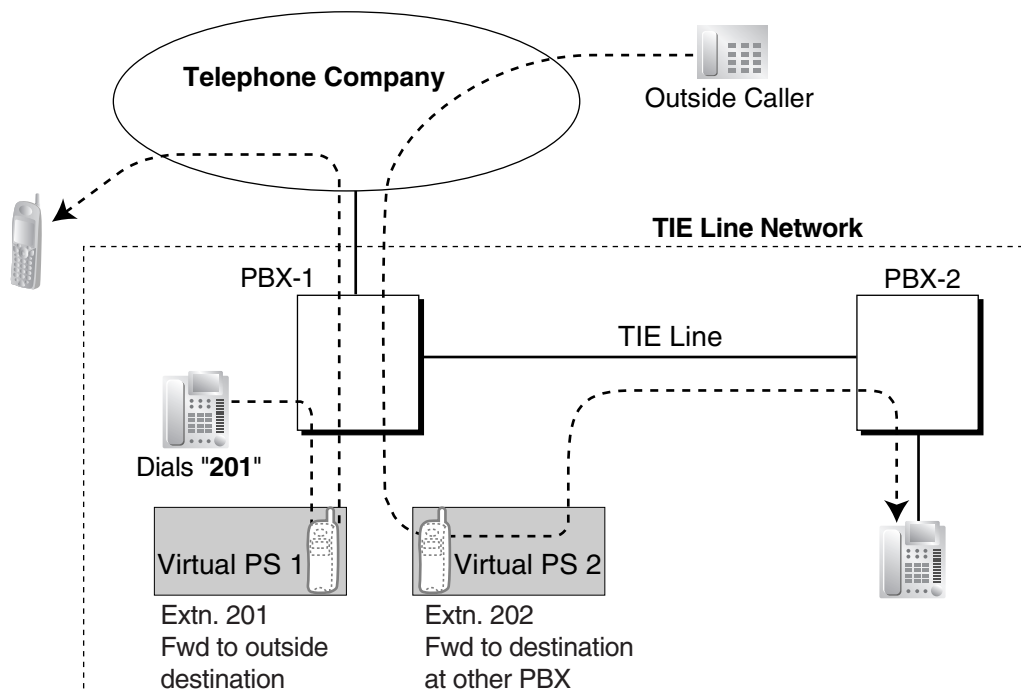 Telephone Company
Outside Caller
TIE Line Network
PBX-1
PBX-2
TIE Line
Dials "201"
Virtual PS 1
Virtual PS 2
Extn. 201
Fwd to outside
destination
Extn. 202
Fwd to destination
at other PBX